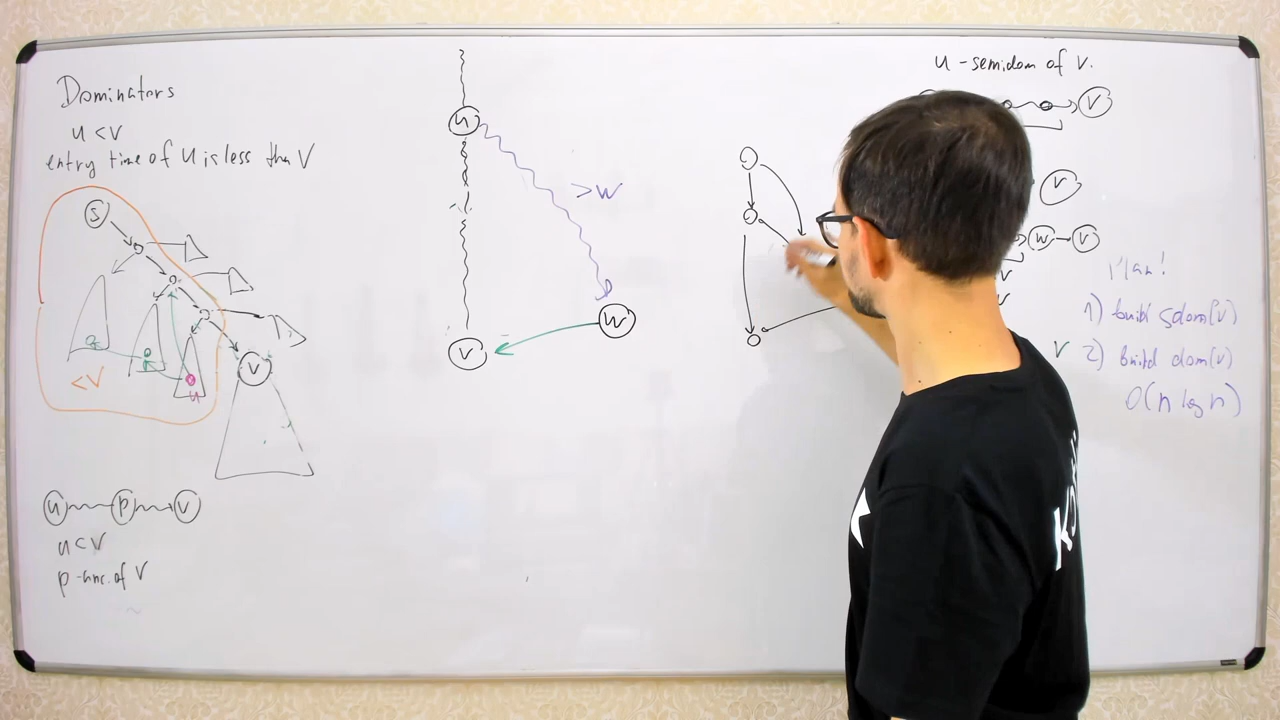 Dominators
u < v
entry time of u is less than v
S
v
< v
u
u p v
u < v
p-anc. of v
u
> w
w
v
u - semidom of v.
v
v
w v
v
v
v
Plan!
1) build sdom(v)
2) build dom(v)
O(n log n)